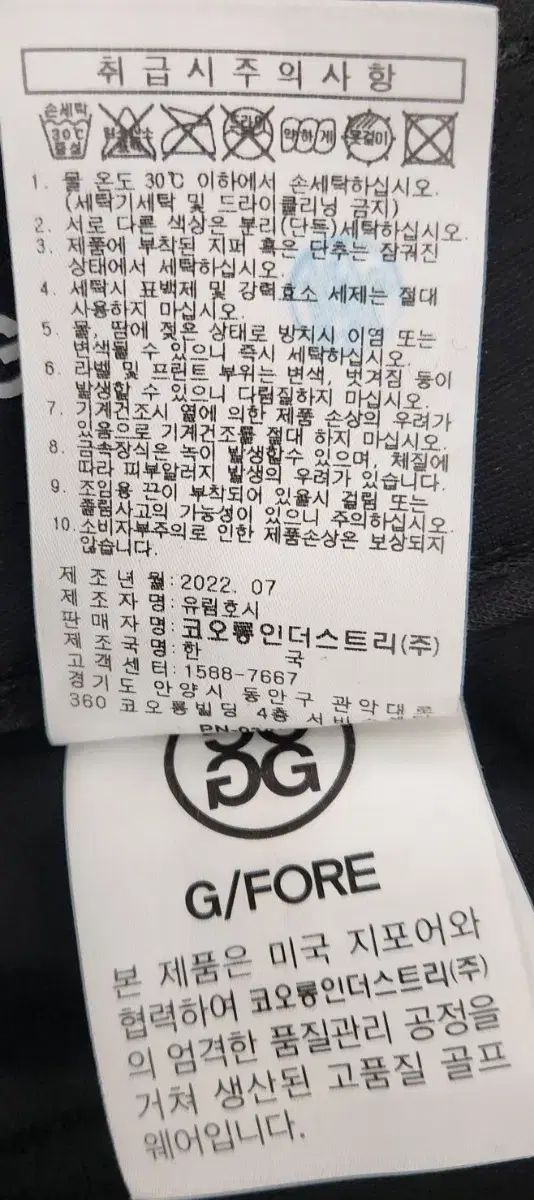 취급시주의사항
손세탁
30℃
중성
염소산소
표백
드라이
약하게
옷걸이
1. 물 온도 30℃ 이하에서 손세탁하십시오.
(세탁기세탁 및 드라이클리닝 금지)
2. 서로 다른 색상은 분리(단독)세탁하십시오.
3. 제품에 부착된 지퍼 혹은 단추는 잠궈진
상태에서 세탁하십시오.
4. 세탁시 표백제 및 강력효소 세제는 절대
사용하지 마십시오.
5. 물, 땀에 젖은 상태로 방치시 이염 또는
변색될 수 있으니 즉시 세탁하십시오.
6. 라벨 및 프린트 부위는 변색, 벗겨짐 등이
발생할 수 있으니 다림질하지 마십시오.
7. 기계건조시 열에 의한 제품 손상의 우려가
있음으로 기계건조를 절대 하지 마십시오.
8. 금속장식은 녹이 발생할수 있으며, 체질에
따라 피부알러지 발생의 우려가 있습니다.
9. 조임용 끈이 부착되어 있을시 걸림 또는
졸림사고의 가능성이 있으니 주의하십시오.
10. 소비자부주의로 인한 제품손상은 보상되지
않습니다.
제조년월: 2022. 07
제조자명: 유림호시
판매자명: 코오롱인더스트리(주)
제조국명: 한 국
고객센터: 1588-7667
경기도 안양시 동안구 관악대로
360 코오롱빌딩 4층
G/FORE
본 제품은 미국 지포어와
협력하여 코오롱인더스트리(주)
의 엄격한 품질관리 공정을
거쳐 생산된 고품질 골프
웨어입니다.